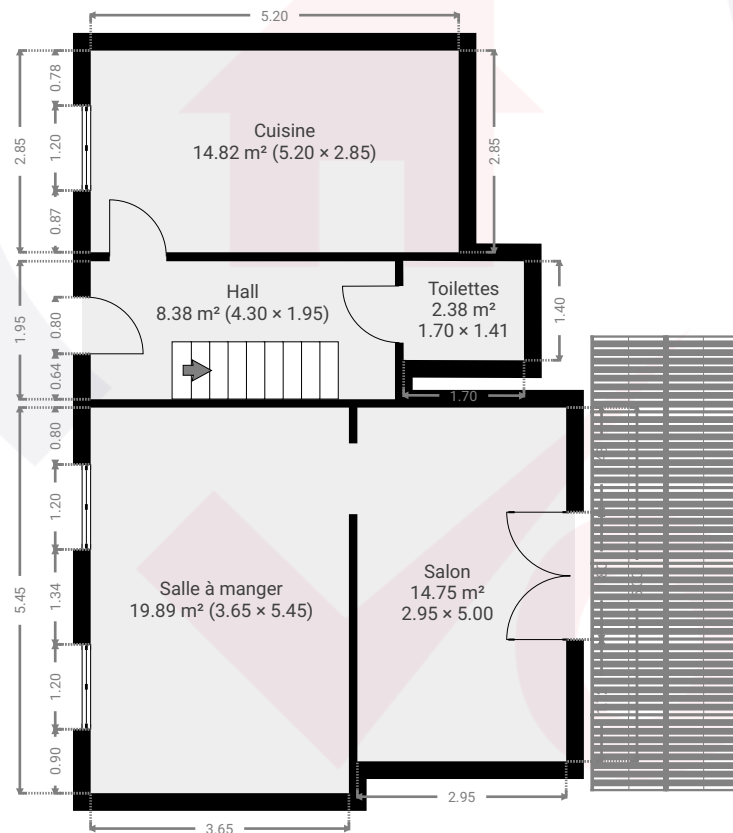 5.20
0.78
1.20
0.87
2.85
2.85
Cuisine
14.82 m² (5.20 × 2.85)
Hall
8.38 m² (4.30 × 1.95)
Toilettes
2.38 m²
1.70 × 1.41
1.95
0.80
0.64
1.40
1.70
0.80
1.20
1.34
1.20
0.90
5.45
Salle à manger
19.89 m² (3.65 × 5.45)
Salon
14.75 m²
2.95 × 5.00
2.95
3.65